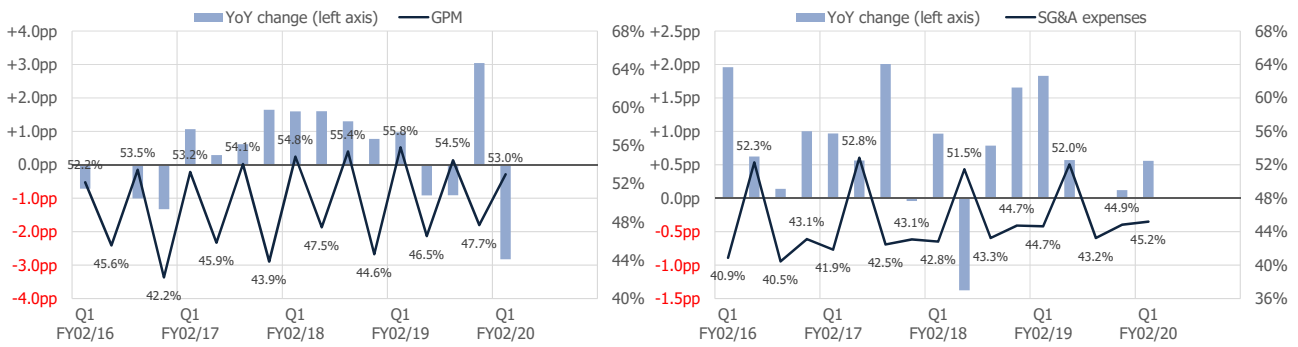 YoY change (left axis) GPM
+4.0pp
+3.0pp
+2.0pp
+1.0pp
0.0pp
-1.0pp
-2.0pp
-3.0pp
-4.0pp
68%
64%
60%
56%
52%
48%
44%
40%
52.2%
45.6%
53.5%
42.2%
53.2%
45.9%
54.1%
43.9%
54.8%
47.5%
55.4%
44.6%
55.8%
46.5%
54.5%
47.7%
53.0%
Q1 Q1 Q1 Q1 Q1
FY02/16 FY02/17 FY02/18 FY02/19 FY02/20
YoY change (left axis) SG&A expenses
+2.5pp
+2.0pp
+1.5pp
+1.0pp
+0.5pp
0.0pp
-0.5pp
-1.0pp
-1.5pp
68%
64%
60%
56%
52%
48%
44%
40%
36%
40.9%
52.3%
40.5%
43.1%
41.9%
52.8%
42.5%
43.1%
42.8%
51.5%
43.3%
44.7%
44.7%
52.0%
43.2%
44.9%
45.2%
Q1 Q1 Q1 Q1 Q1
FY02/16 FY02/17 FY02/18 FY02/19 FY02/20